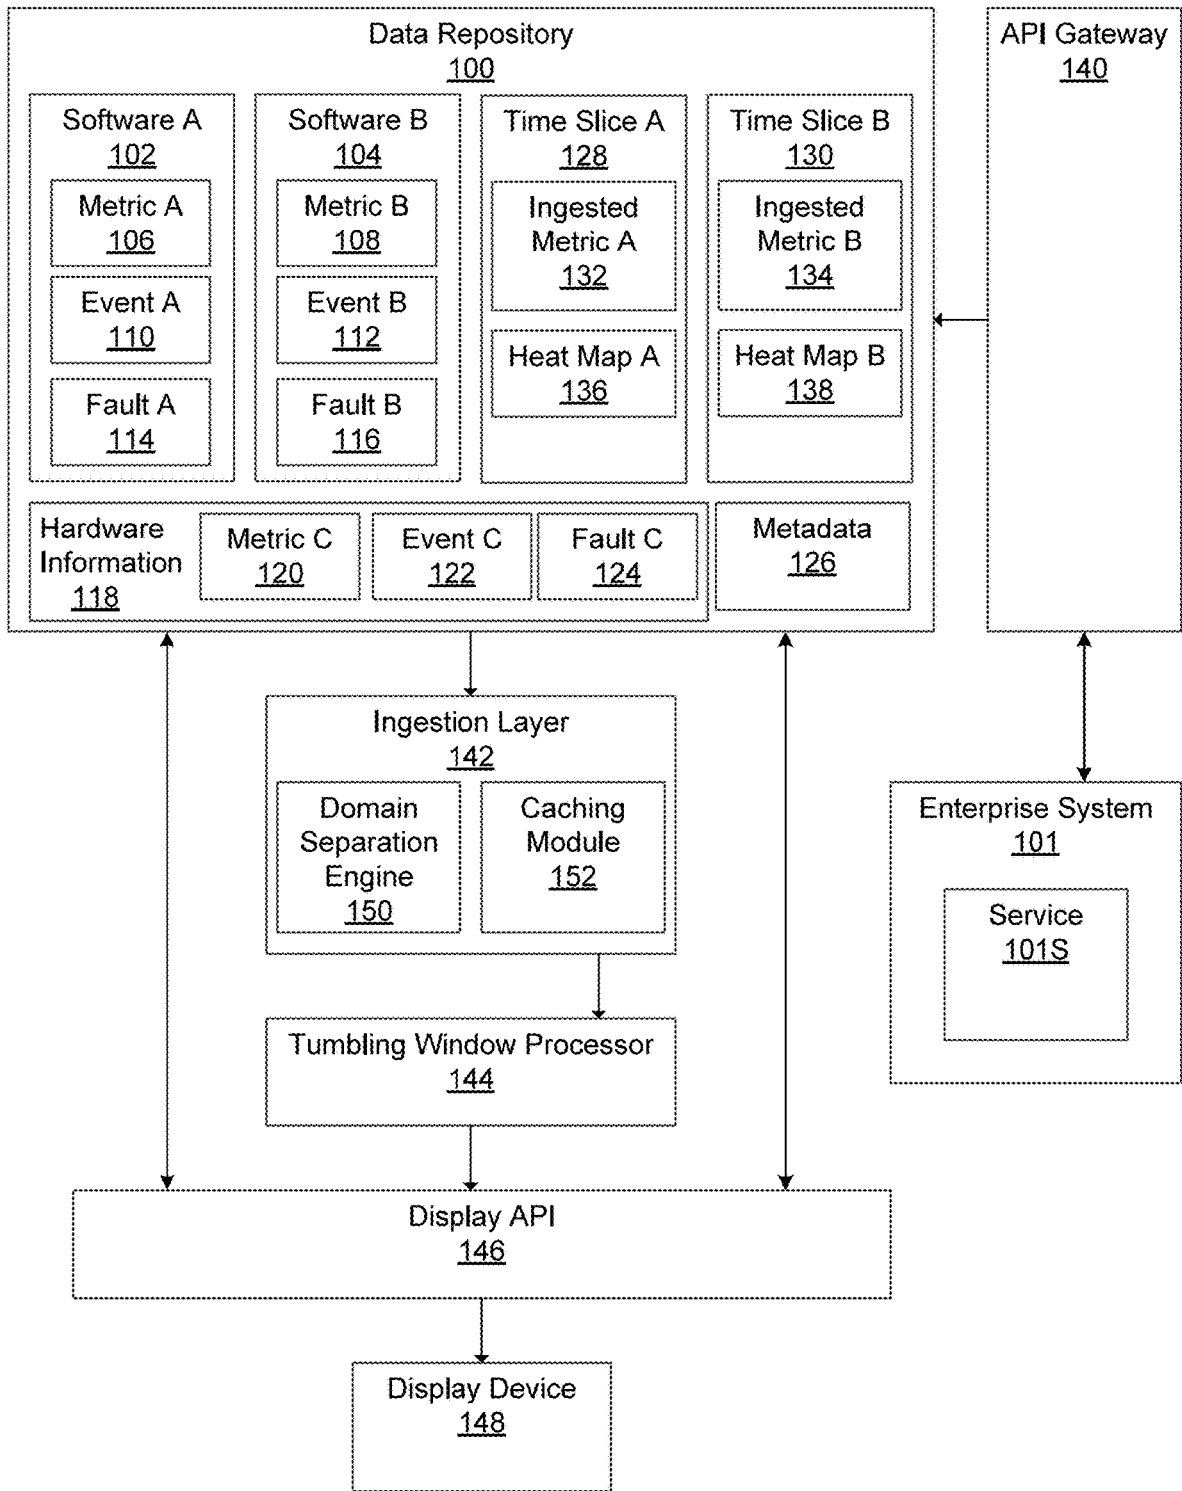 Data Repository
100
Software A
102
Metric A
106
Event A
110
Fault A
114
Software B
104
Metric B
108
Event B
112
Fault B
116
Time Slice A
128
Ingested
Metric A
132
Heat Map A
136
Time Slice B
130
Ingested
Metric B
134
Heat Map B
138
Hardware
Information
118
Metric C
120
Event C
122
Fault C
124
Metadata
126
API Gateway
140
Ingestion Layer
142
Domain
Separation
Engine
150
Caching
Module
152
Enterprise System
101
Service
101S
Tumbling Window Processor
144
Display API
146
Display Device
148